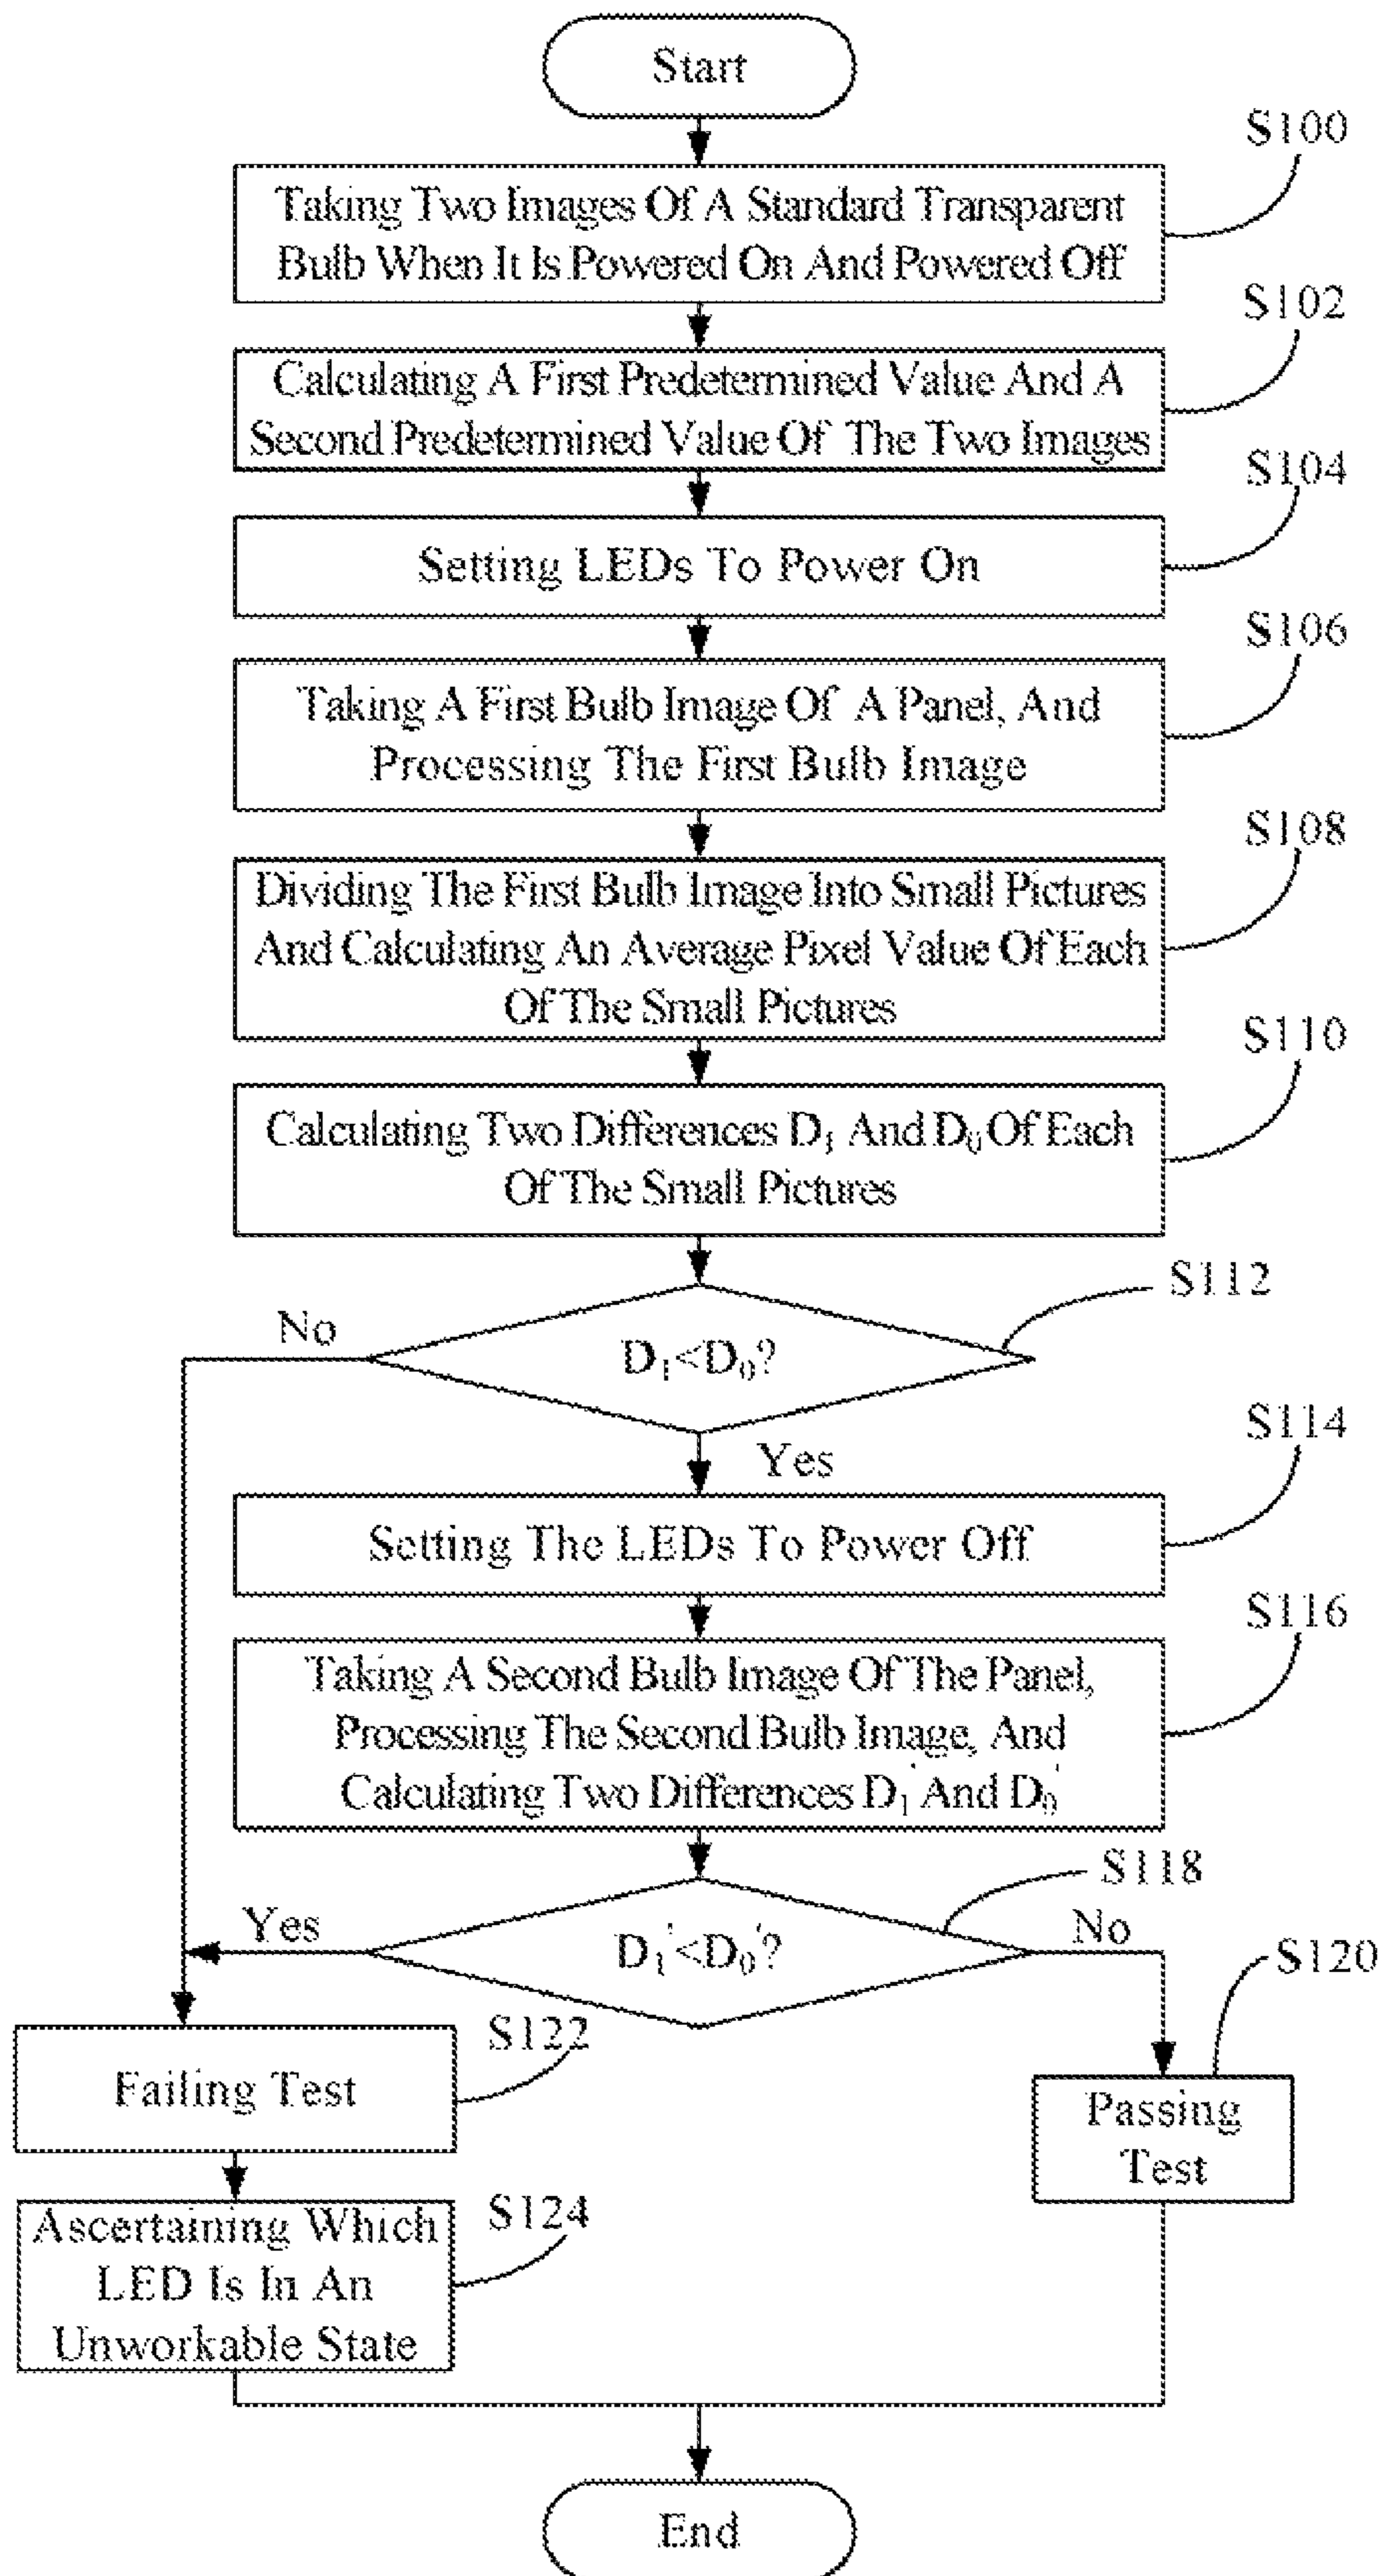 Start
S100
Taking Two Images Of A Standard Transparent
Bulb When It Is Powered On And Powered Off
S102
Calculating A First Predetermined Value And A
Second Predetermined Value Of The Two Images
S104
Setting LEDs To Power On
S106
Taking A First Bulb Image Of A Panel, And
Processing The First Bulb Image
S108
Dividing The First Bulb Image Into Small Pictures
And Calculating An Average Pixel Value Of Each
Of The Small Pictures
S110
Calculating Two Differences D₁ And D₀ Of Each
Of The Small Pictures
S112
No
D₁<D₀?
Yes
S114
Setting The LEDs To Power Off
S116
Taking A Second Bulb Image Of The Panel,
Processing The Second Bulb Image, And
Calculating Two Differences D₁' And D₀'
S118
Yes
D₁'<D₀'?
No
S120
S122
Failing Test
Passing
Test
S124
Ascertaining Which
LED Is In An
Unworkable State
End